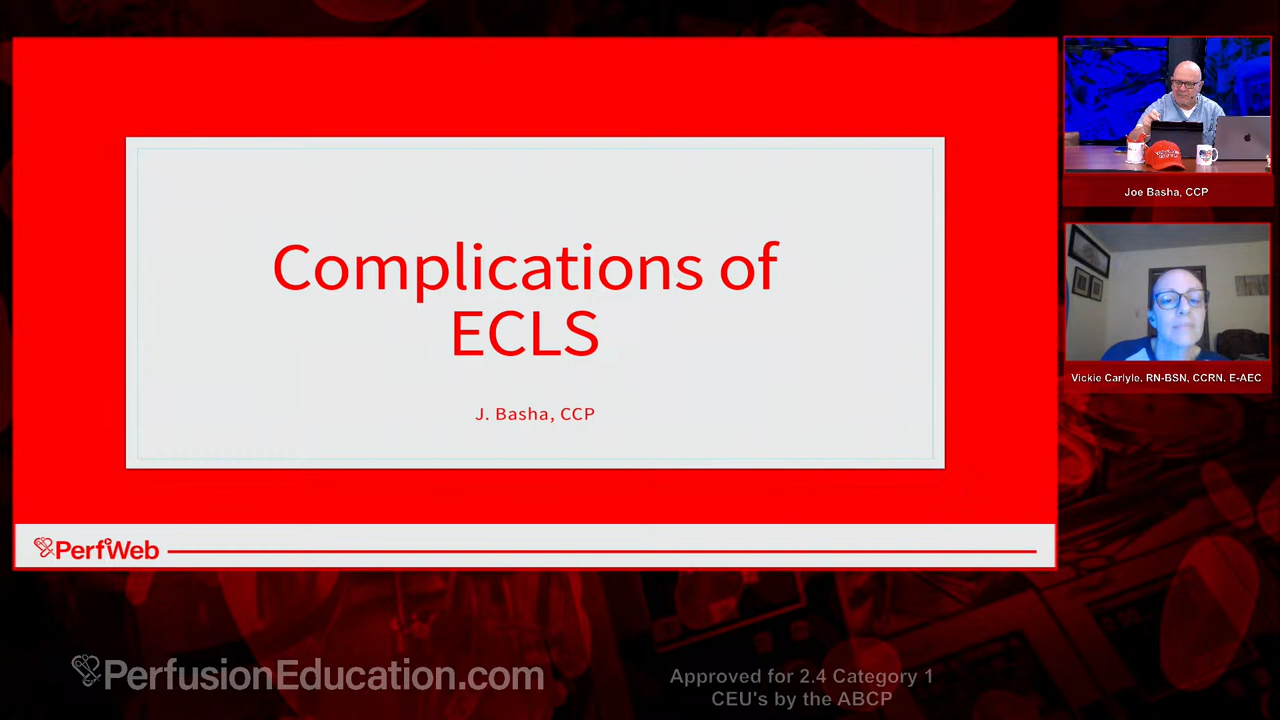 Complications of
ECLS
J. Basha, CCP
PerfWeb
Joe Basha, CCP
Vickie Carlyle, RN-BSN, CCRN, E-AEC
PerfusionEducation.com
Approved for 2.4 Category 1
CEU's by the ABCP